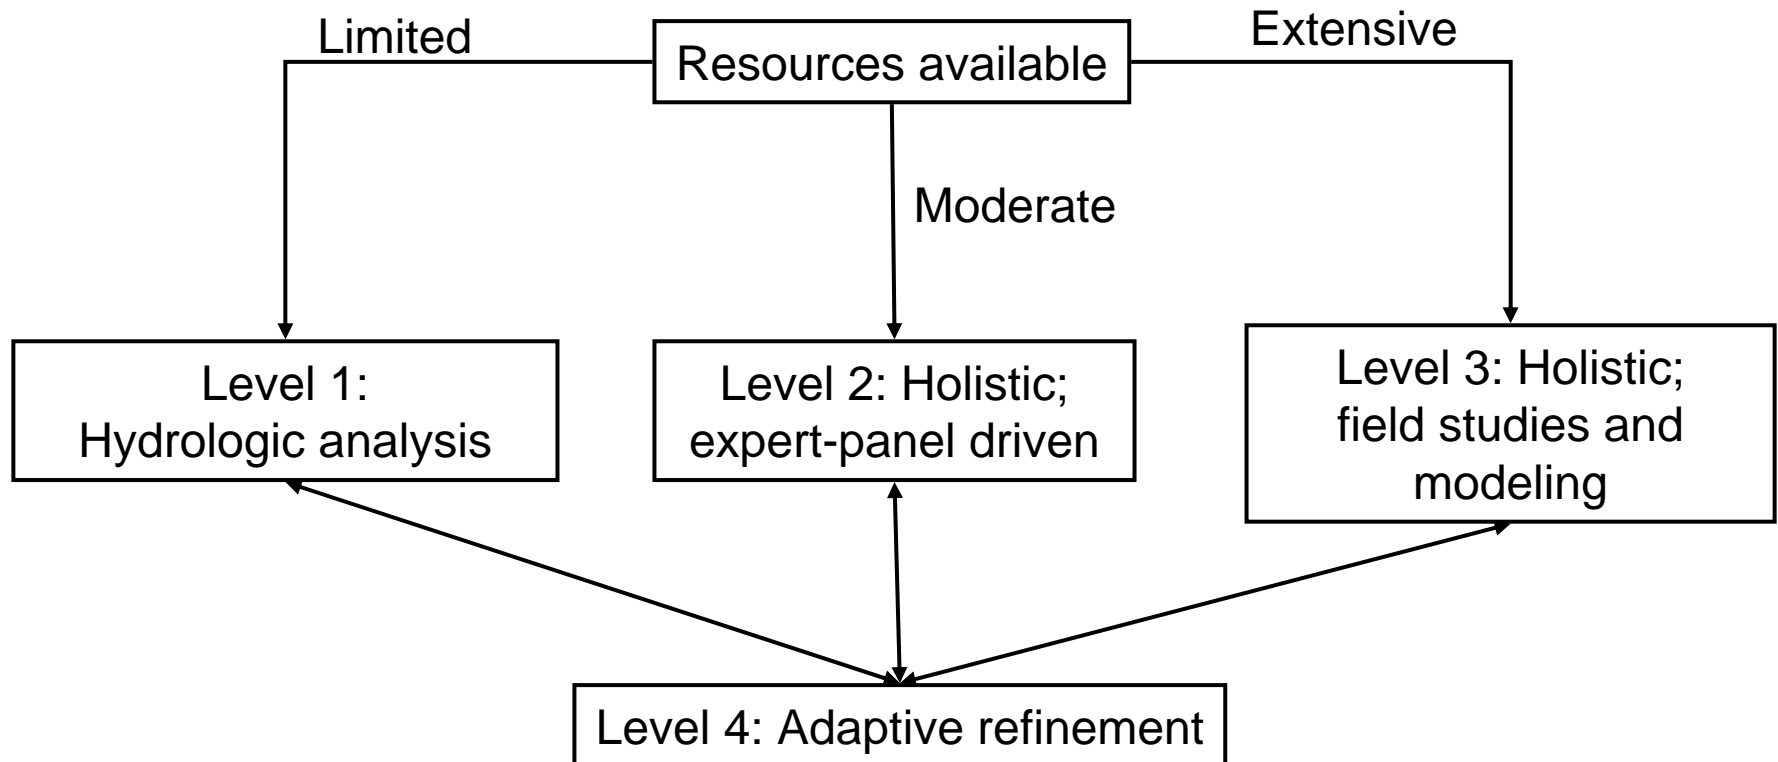 Limited
Resources available
Extensive
Moderate
Level 1:
Hydrologic analysis
Level 2: Holistic;
expert-panel driven
Level 3: Holistic;
field studies and
modeling
Level 4: Adaptive refinement